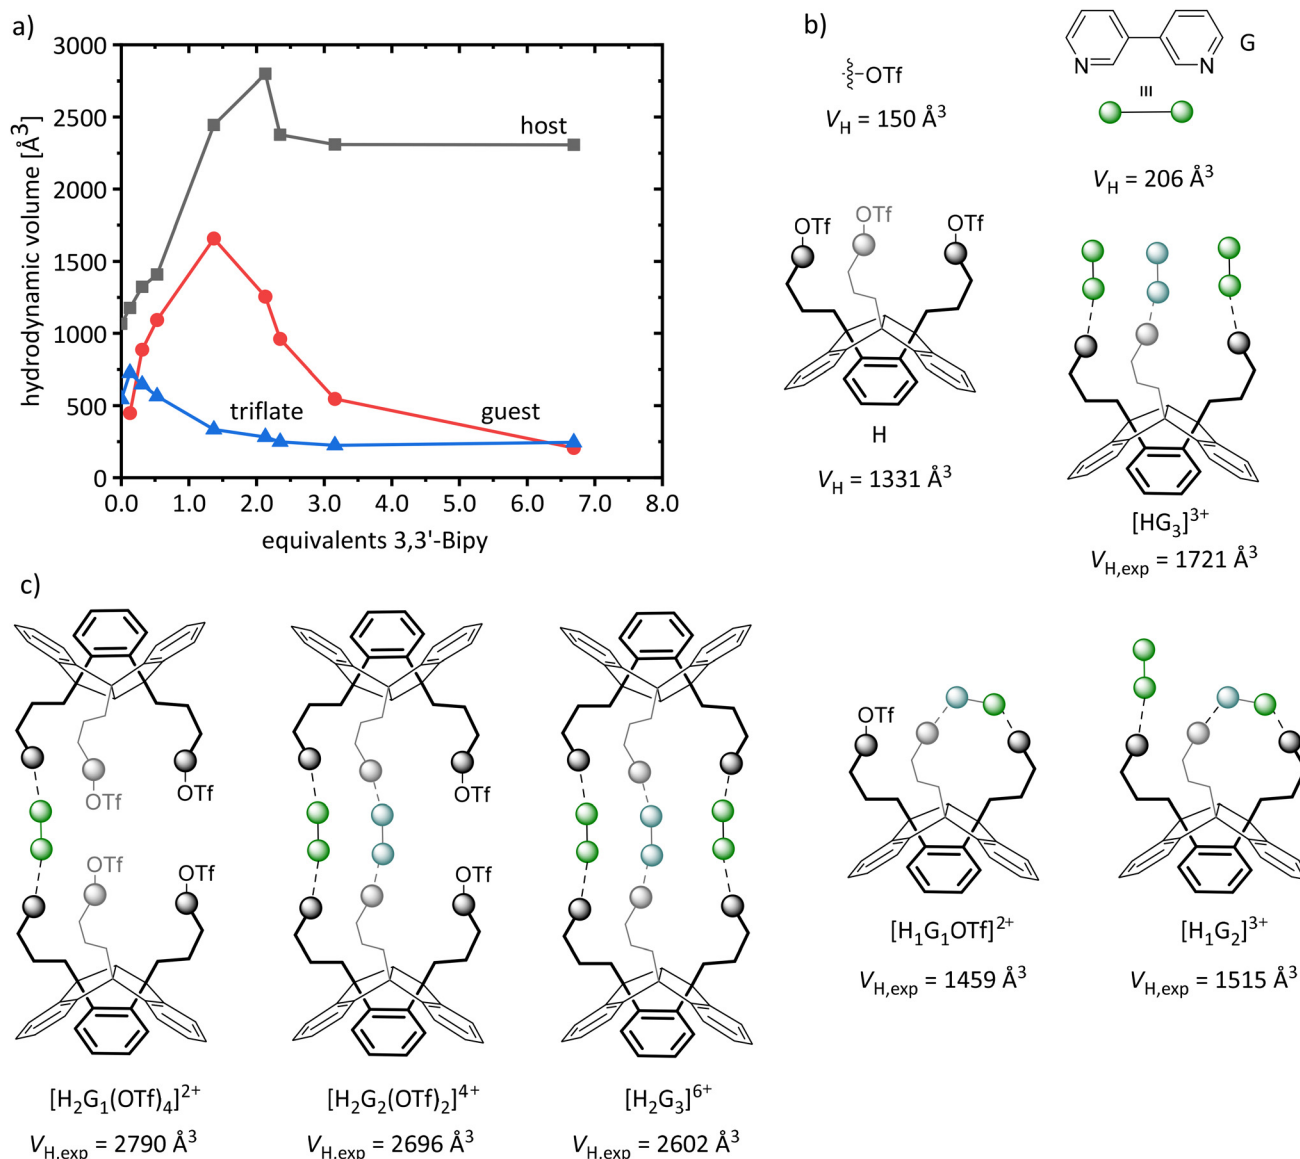 a)
3000
2500
2000
1500
1000
500
0
0.0
1.0
2.0
3.0
4.0
5.0
6.0
7.0
8.0
hydrodynamic volume [Å³]
equivalents 3,3'-Bipy
host
triflate
guest
b)
OTf
V_H = 150 Å³
N
N
G
III
V_H = 206 Å³
OTf
OTf
OTf
H
V_H = 1331 Å³
[HG₃]³⁺
V_H,exp = 1721 Å³
c)
OTf
OTf
OTf
OTf
[H₂G₁(OTf)₄]²⁺
V_H,exp = 2790 Å³
OTf
OTf
[H₂G₂(OTf)₂]⁴⁺
V_H,exp = 2696 Å³
[H₂G₃]⁶⁺
V_H,exp = 2602 Å³
OTf
[H₁G₁OTf]²⁺
V_H,exp = 1459 Å³
[H₁G₂]³⁺
V_H,exp = 1515 Å³